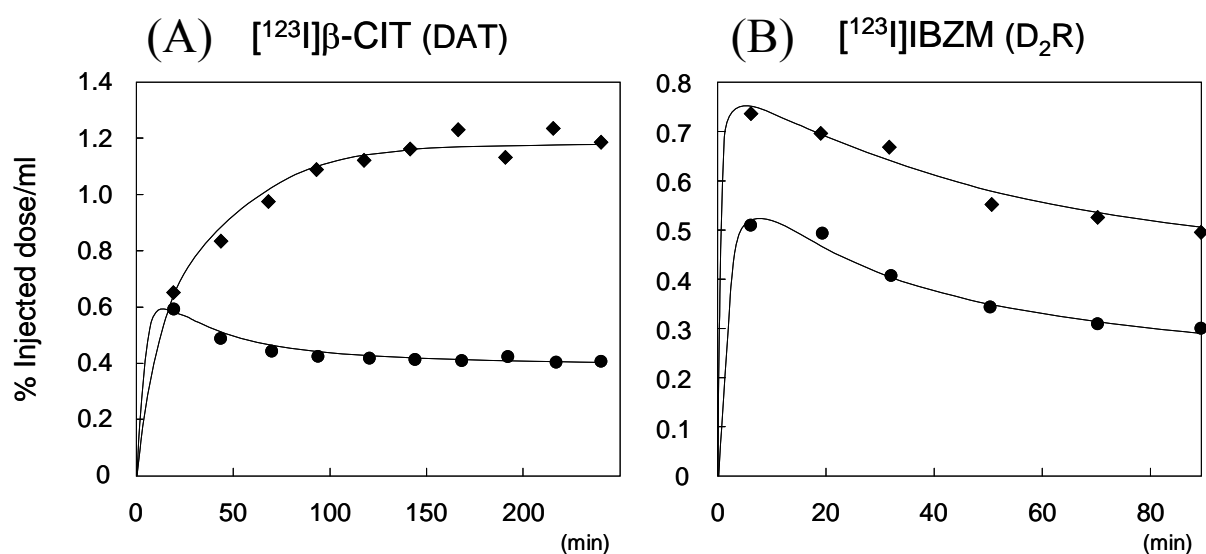 (A) [¹²³I]β-CIT (DAT)
% Injected dose/ml
1.4
1.2
1.0
0.8
0.6
0.4
0.2
0
0 50 100 150 200
(min)
(B) [¹²³I]IBZM (D₂R)
0.8
0.7
0.6
0.5
0.4
0.3
0.2
0.1
0
0 20 40 60 80
(min)